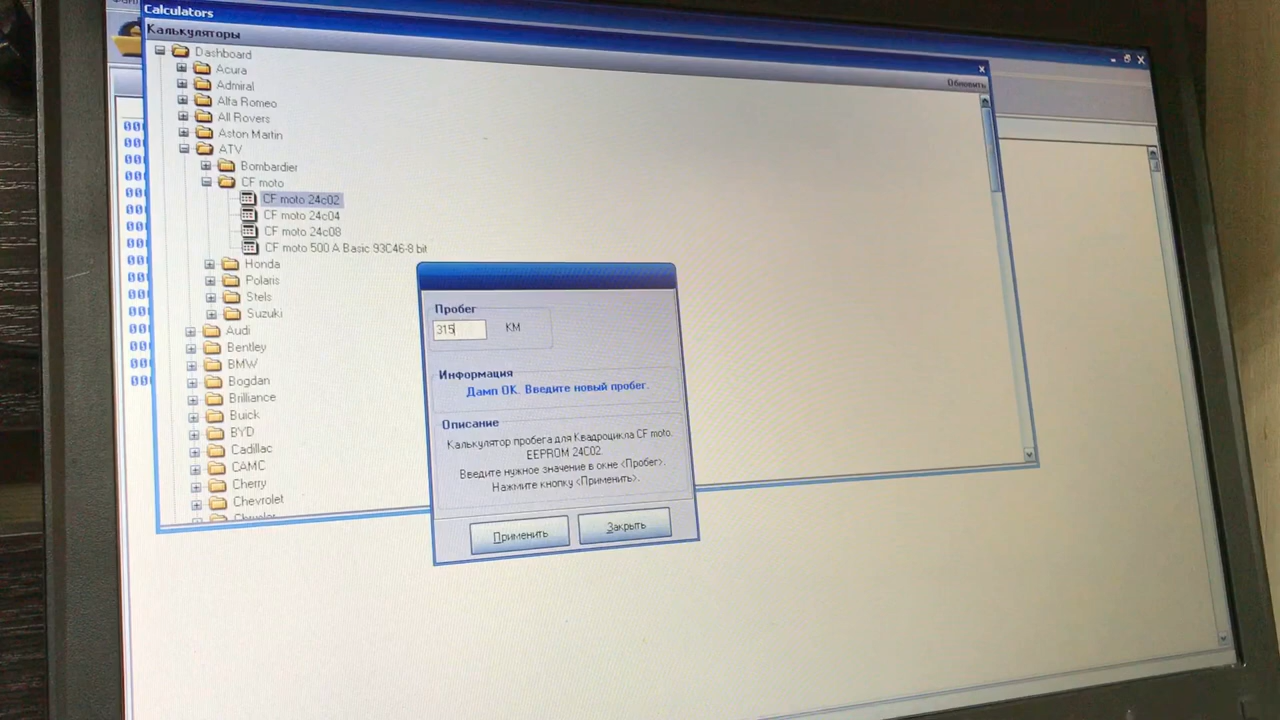 Calculators
Калькуляторы
Обновить
Dashboard
Acura
Admiral
Alfa Romeo
All Rovers
Aston Martin
ATV
Bombardier
CF moto
CF moto 24c02
CF moto 24c04
CF moto 24c08
CF moto 500 A Basic 93C46-8 bit
Honda
Polaris
Stels
Suzuki
Audi
Bentley
BMW
Bogdan
Brilliance
Buick
BYD
Cadillac
CAMC
Cherry
Chevrolet
Пробег
315 КМ
Информация
Дамп ОК. Введите новый пробег.
Описание
Калькулятор пробега для Квадроцикла CF moto.
EEPROM 24C02
Введите нужное значение в окне <Пробег>.
Нажмите кнопку <Применить>.
Применить Закрыть